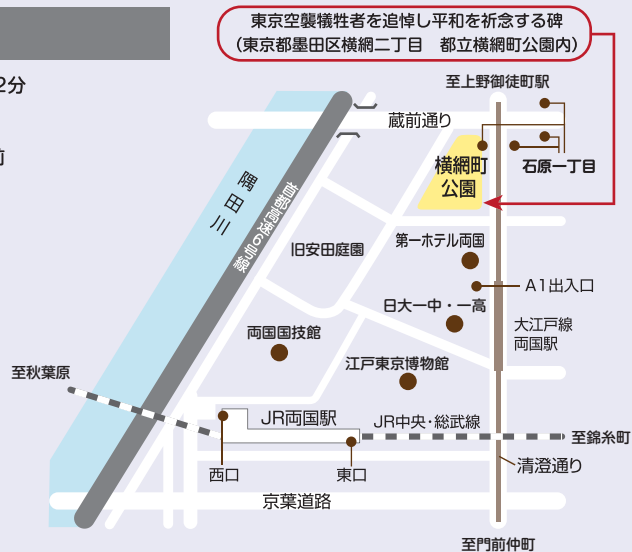 東京空襲犠牲者を追悼し平和を祈念する碑
(東京都墨田区横網二丁目　都立横網町公園内)
2分
前
至上野御徒町駅
蔵前通り
横網町
公園
石原一丁目
隅田川
首都高速6号線
旧安田庭園
第一ホテル両国
A1出入口
日大一中・一高
大江戸線
両国駅
両国国技館
江戸東京博物館
至秋葉原
JR両国駅
JR中央・総武線
至錦糸町
西口
東口
清澄通り
京葉道路
至門前仲町